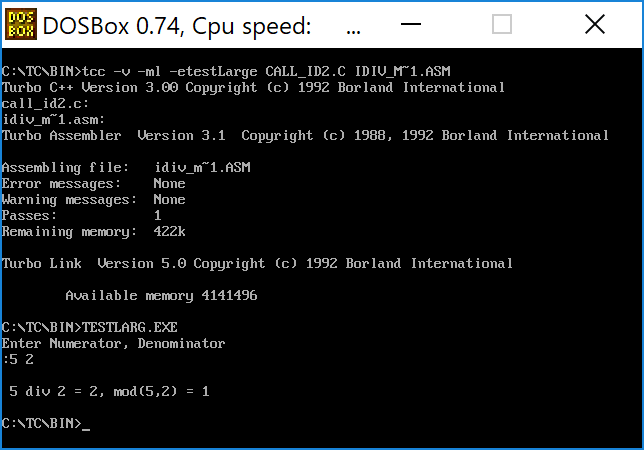 DOS BOX DOSBox 0.74, Cpu speed: ...
C:\TC\BIN>tcc -v -ml -etestLarge CALL_ID2.C IDIV_M~1.ASM
Turbo C++ Version 3.00 Copyright (c) 1992 Borland International
call_id2.c:
idiv_m~1.asm:
Turbo Assembler  Version 3.1  Copyright (c) 1988, 1992 Borland International
Assembling file:   idiv_m~1.ASM
Error messages:    None
Warning messages:  None
Passes:            1
Remaining memory:  422k
Turbo Link  Version 5.0 Copyright (c) 1992 Borland International
Available memory 4141496
C:\TC\BIN>TESTLARG.EXE
Enter Numerator, Denominator
:5 2
5 div 2 = 2, mod(5,2) = 1
C:\TC\BIN>_